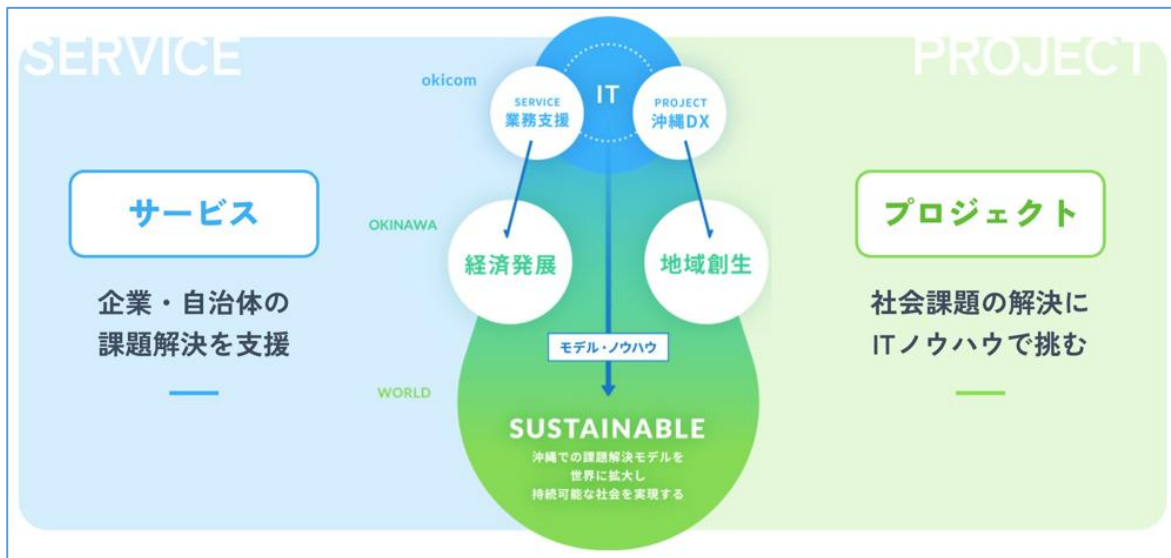 SERVICE
PROJECT
okicom
IT
SERVICE
業務支援
PROJECT
沖縄DX
サービス
企業・自治体の
課題解決を支援
OKINAWA
経済発展
地域創生
プロジェクト
社会課題の解決に
ITノウハウで挑む
モデル・ノウハウ
WORLD
SUSTAINABLE
沖縄での課題解決モデルを
世界に拡大し
持続可能な社会を実現する